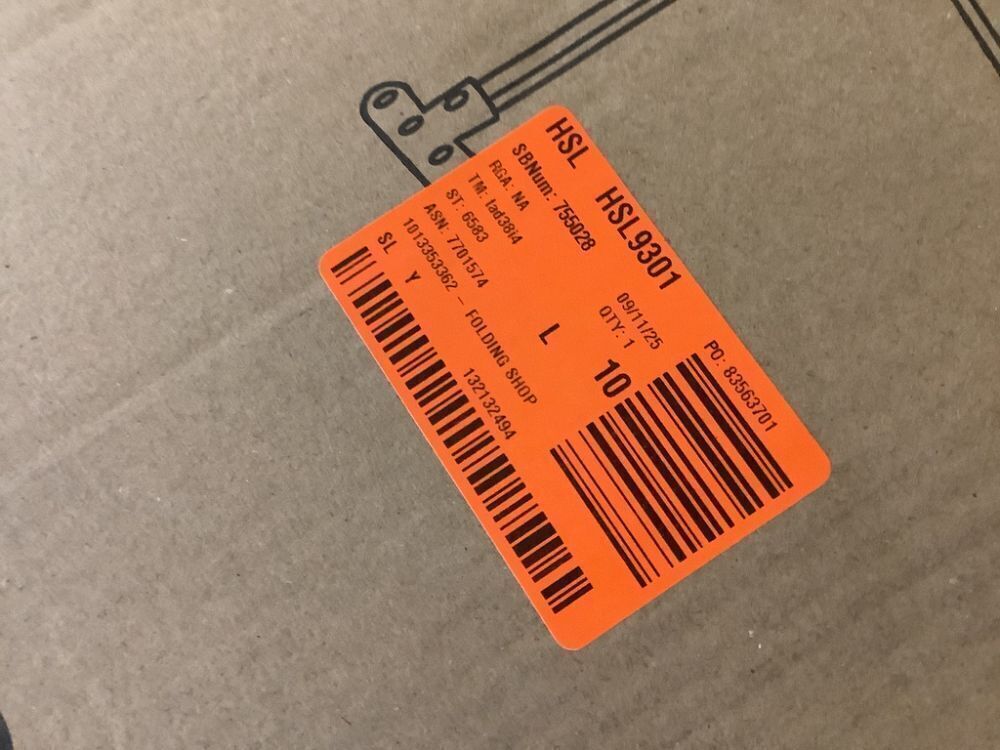 HSL HSL9301
SBNum: 755028
RGA: NA
09/11/25
PO: 83563701
TM: lad38i4
QTY: 1
ST: 6583
L 10
ASN: 7701574
1013353362 - FOLDING SHOP
SL Y 132132494